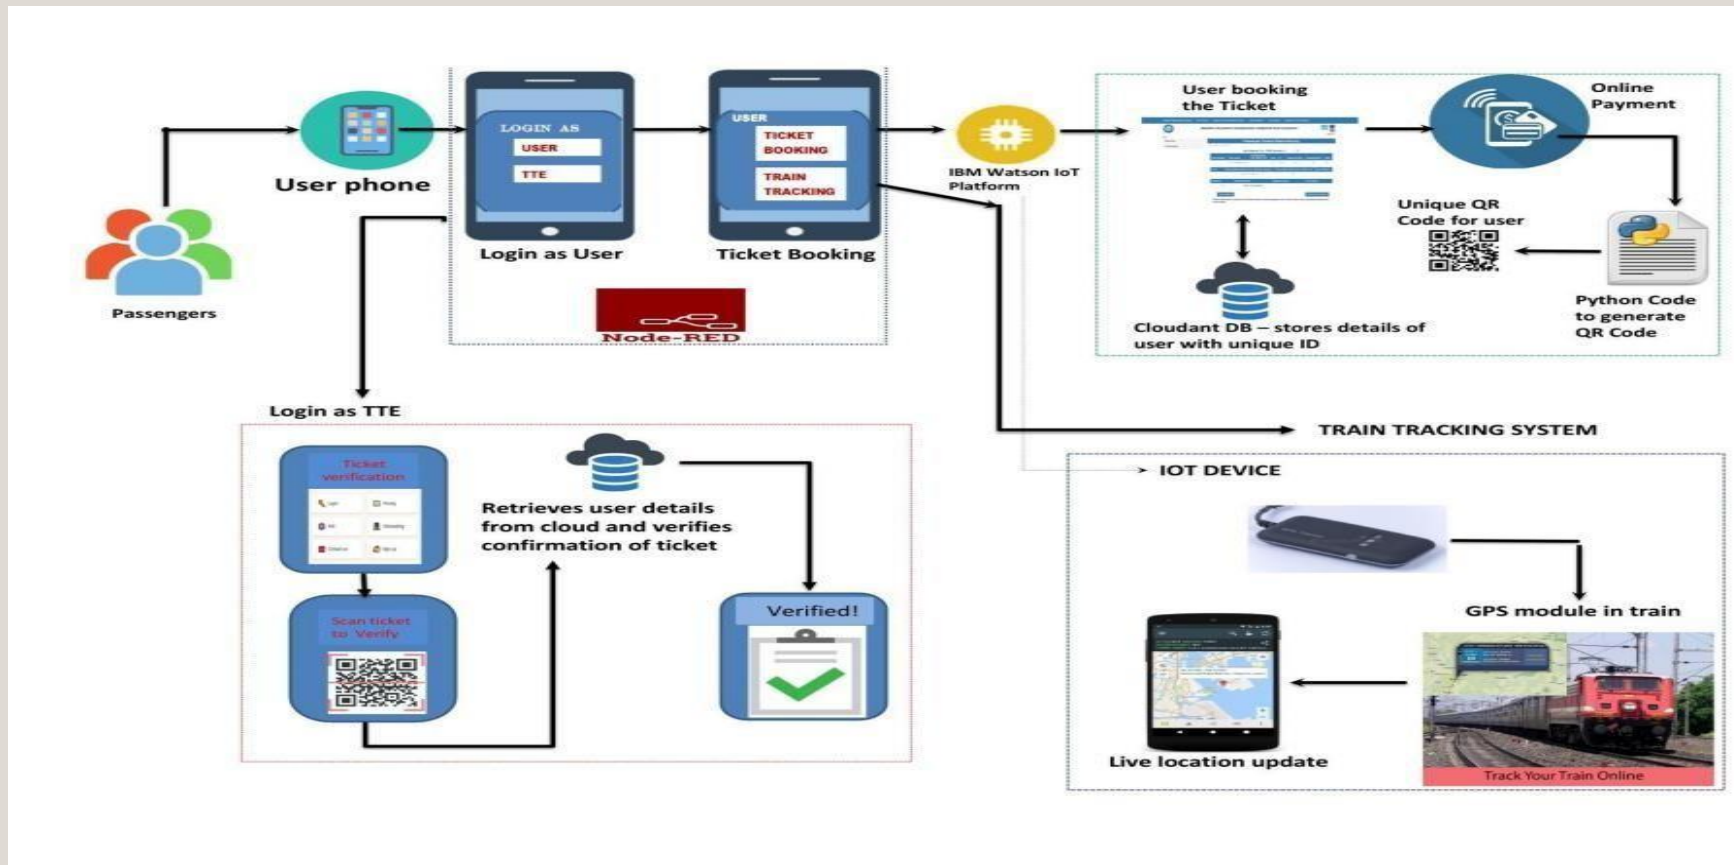 Passengers
User phone
LOGIN AS
USER
TTE
Login as User
USER
TICKET
BOOKING
TRAIN
TRACKING
Ticket Booking
Node-RED
IBM Watson IoT
Platform
User booking
the Ticket
Online
Payment
Unique QR
Code for user
Python Code
to generate
QR Code
Cloudant DB – stores details of
user with unique ID
Login as TTE
Ticket
verification
Scan ticket
to Verify
Retrieves user details
from cloud and verifies
confirmation of ticket
Verified!
TRAIN TRACKING SYSTEM
IOT DEVICE
GPS module in train
Track Your Train Online
Live location update